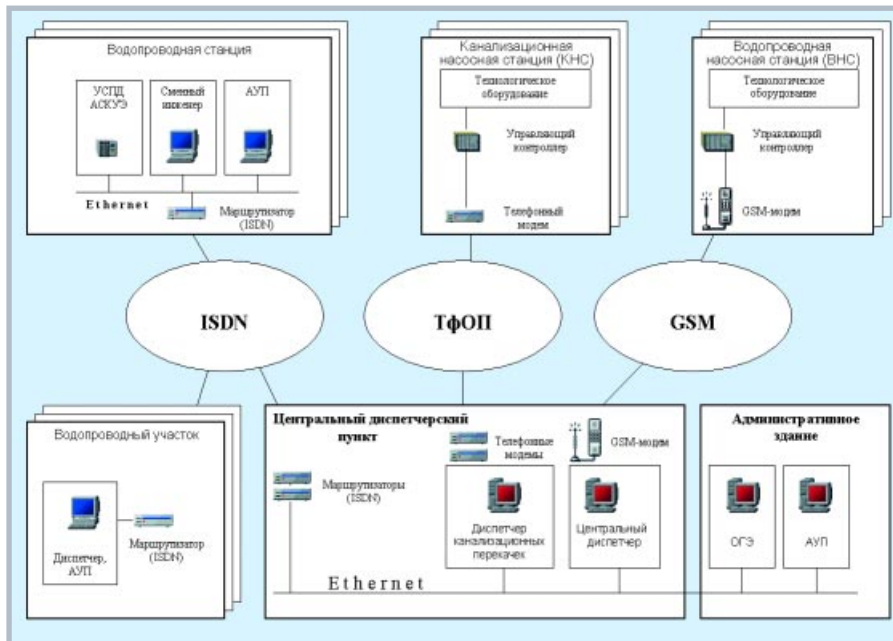 Водопроводная станция
УСПД
АСКУЭ
Сменный
инженер
АУП
Ethernet
Маршрутизатор
(ISDN)
Канализационная
насосная станция (КНС)
Технологическое
оборудование
Управляющий
контроллер
Телефонный
модем
Водопроводная
насосная станция (ВНС)
Технологическое
оборудование
Управляющий
контроллер
GSM-модем
ISDN
ТфОП
GSM
Водопроводный участок
Диспетчер,
АУП
Маршрутизатор
(ISDN)
Центральный диспетчерский
пункт
Маршрутизаторы
(ISDN)
Телефонные
модемы
GSM-модем
Диспетчер
канализационных
перекачек
Центральный
диспетчер
Ethernet
Административное
здание
ОГЭ
АУП